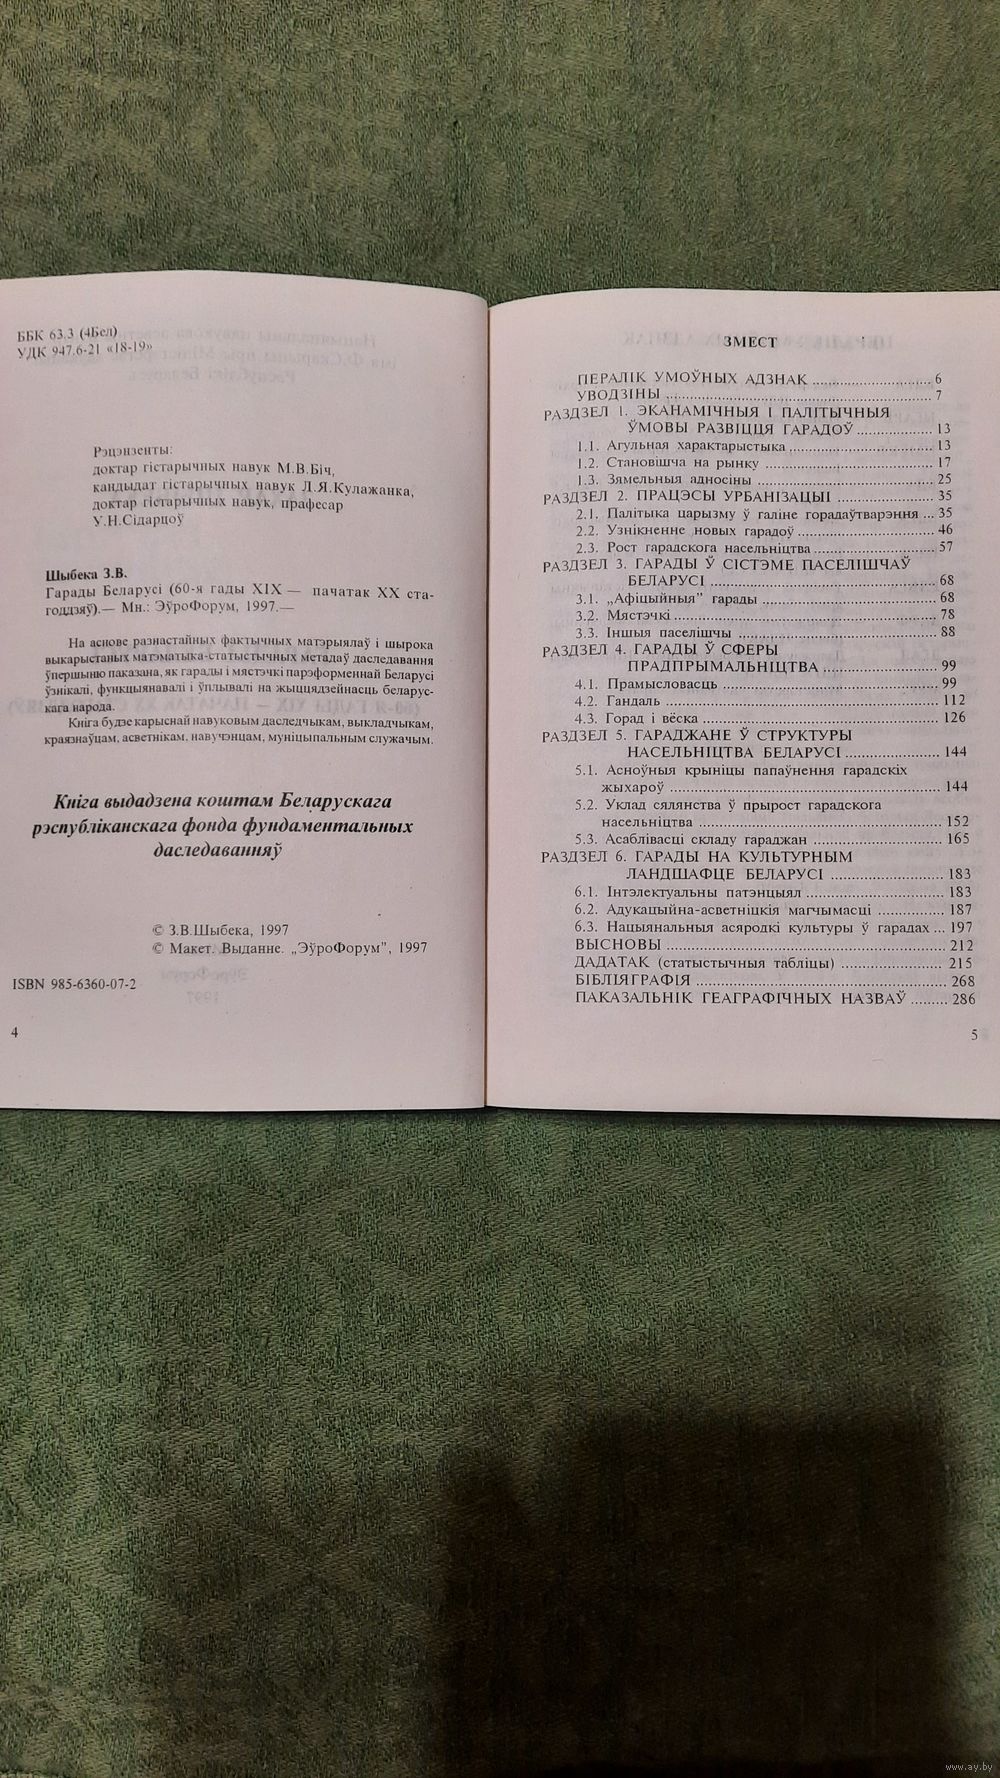 ББК 63.3 (4Бел)
УДК 947.6-21 «18-19»
Рэцэнзенты:
доктар гістарычных навук М.В.Біч,
кандыдат гістарычных навук Л.Я.Кулажанка,
доктар гістарычных навук, прафесар
У.Н.Сідарцоў
Шыбека З.В.
Гарады Беларусі (60-я гады XIX — пачатак XX ста-
годдзяў).— Мн.: ЭўроФорум, 1997.—
На аснове разнастайных фактычных матэрыялаў і шырока
выкарыстаных матэматыка-статыстычных метадаў даследавання
ўпершыню паказана, як гарады і мястэчкі парэформеннай Беларусі
ўзнікалі, функцыянавалі і ўплывалі на жыццядзейнасць беларус-
кага народа.
Кніга будзе карыснай навуковым даследчыкам, выкладчыкам,
краязнаўцам, асветнікам, навучэнцам, муніцыпальным служачым.
Кніга выдадзена коштам Беларускага
рэспубліканскага фонда фундаментальных
даследаванняў
© З.В.Шыбека, 1997
© Макет. Выданне. „ЭўроФорум”, 1997
ISBN 985-6360-07-2
4
ЗМЕСТ
ПЕРАЛІК УМОЎНЫХ АДЗНАК ........................ 6
УВОДЗІНЫ ........................ 7
РАЗДЗЕЛ 1. ЭКАНАМІЧНЫЯ І ПАЛІТЫЧНЫЯ
ЎМОВЫ РАЗВІЦЦЯ ГАРАДОЎ ........................ 13
1.1. Агульная характарыстыка ........................ 13
1.2. Становішча на рынку ........................ 17
1.3. Зямельныя адносіны ........................ 25
РАЗДЗЕЛ 2. ПРАЦЭСЫ УРБАНІЗАЦЫІ ........................ 35
2.1. Палітыка царызму ў галіне горадаўтварэння ... 35
2.2. Узнікненне новых гарадоў ........................ 46
2.3. Рост гарадскога насельніцтва ........................ 57
РАЗДЗЕЛ 3. ГАРАДЫ Ў СІСТЭМЕ ПАСЕЛІШЧАЎ
БЕЛАРУСІ ........................ 68
3.1. „Афіцыйныя” гарады ........................ 68
3.2. Мястэчкі ........................ 78
3.3. Іншыя паселішчы ........................ 88
РАЗДЗЕЛ 4. ГАРАДЫ Ў СФЕРЫ
ПРАДПРЫМАЛЬНІЦТВА ........................ 99
4.1. Прамысловасць ........................ 99
4.2. Гандаль ........................ 112
4.3. Горад і вёска ........................ 126
РАЗДЗЕЛ 5. ГАРАДЖАНЕ Ў СТРУКТУРЫ
НАСЕЛЬНІЦТВА БЕЛАРУСІ ........................ 144
5.1. Асноўныя крыніцы папаўнення гарадскіх
жыхароў ........................ 144
5.2. Уклад сялянства ў прырост гарадскога
насельніцтва ........................ 152
5.3. Асаблівасці складу гараджан ........................ 165
РАЗДЗЕЛ 6. ГАРАДЫ НА КУЛЬТУРНЫМ
ЛАНДШАФЦЕ БЕЛАРУСІ ........................ 183
6.1. Інтэлектуальны патэнцыял ........................ 183
6.2. Адукацыйна-асветніцкія магчымасці ........................ 187
6.3. Нацыянальныя асяродкі культуры ў гарадах ... 197
ВЫСНОВЫ ........................ 212
ДАДАТАК (статыстычныя табліцы) ........................ 215
БІБЛІЯГРАФІЯ ........................ 268
ПАКАЗАЛЬНІК ГЕАГРАФІЧНЫХ НАЗВАЎ ......... 286
5
www.ay.by